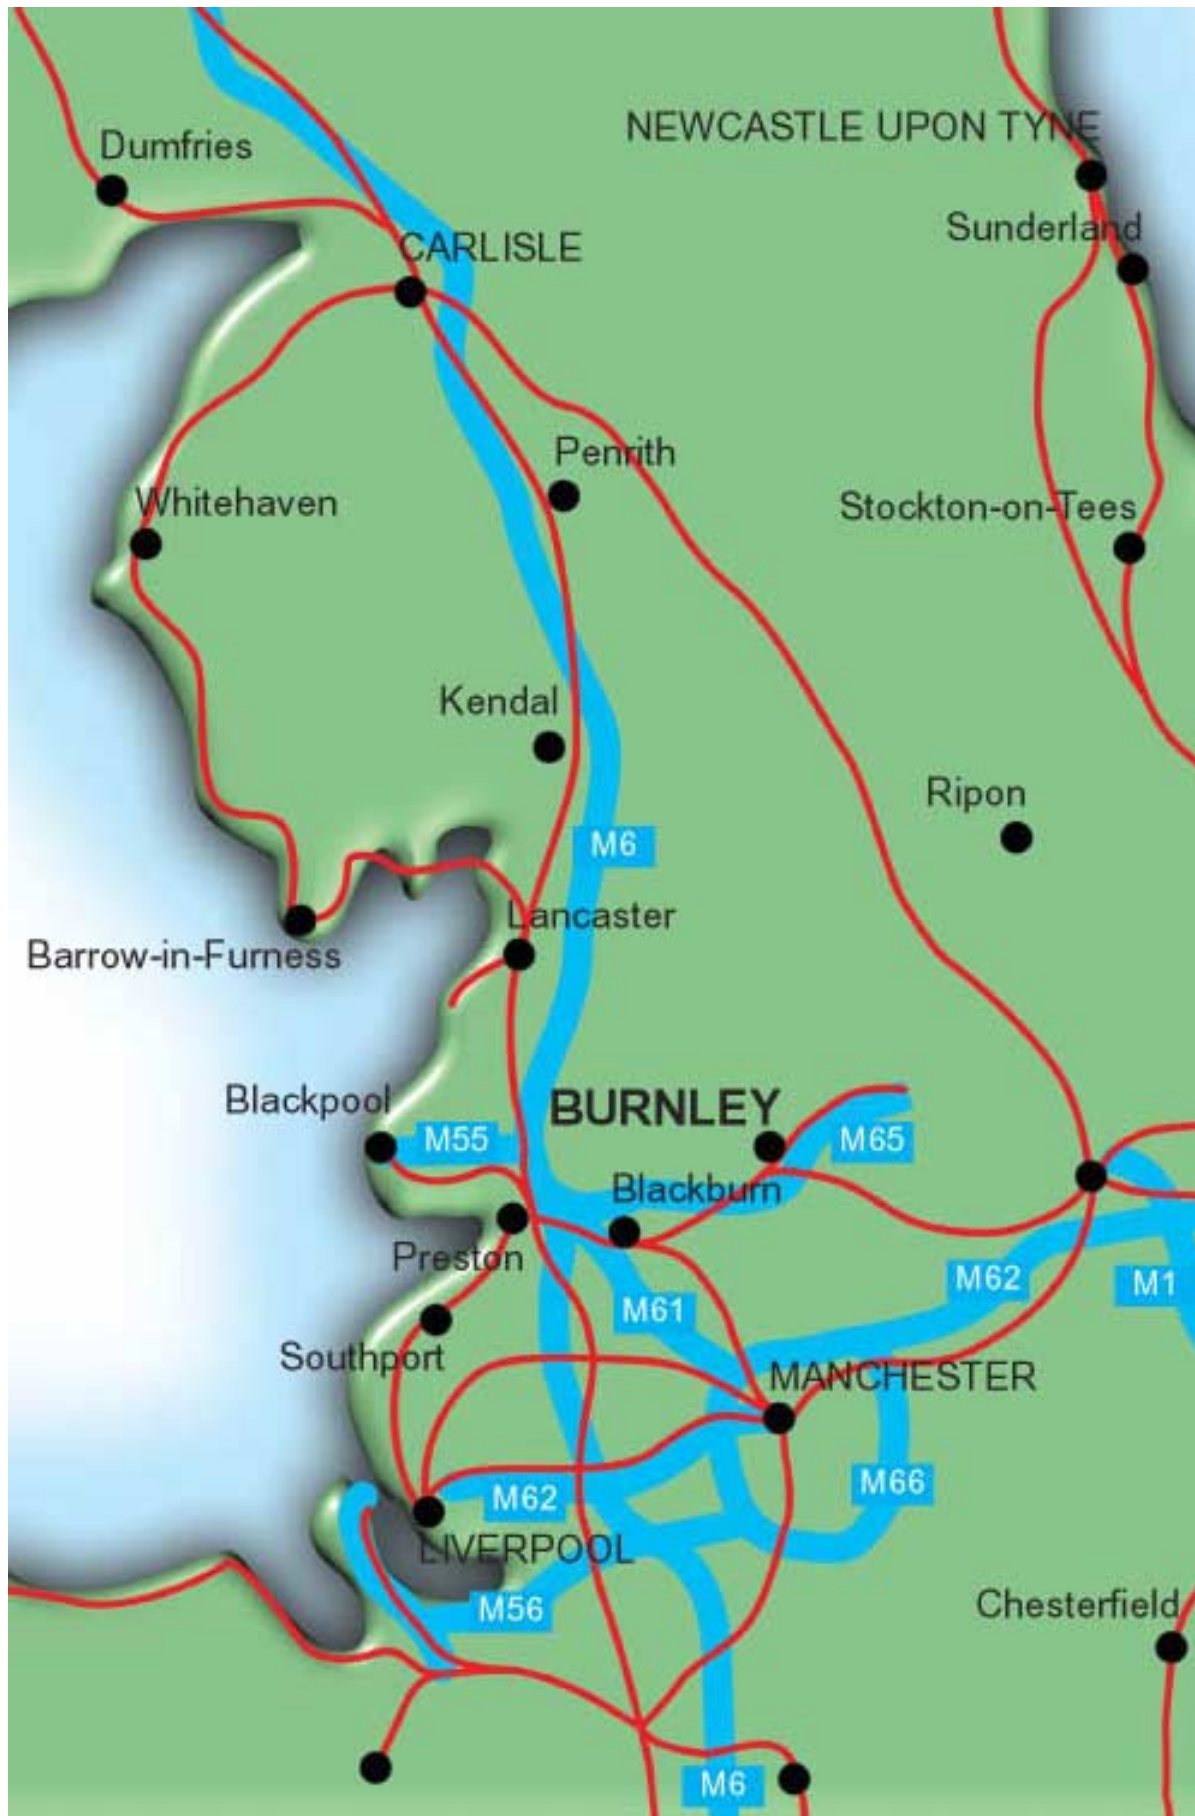 NEWCASTLE UPON TYNE
Dumfries
Sunderland
CARLISLE
Penrith
Whitehaven
Stockton-on-Tees
Kendal
Ripon
M6
Lancaster
Barrow-in-Furness
Blackpool
BURNLEY
M55
M65
Blackburn
Preston
M62
M1
M61
Southport
MANCHESTER
M66
M62
LIVERPOOL
M56
Chesterfield
M6